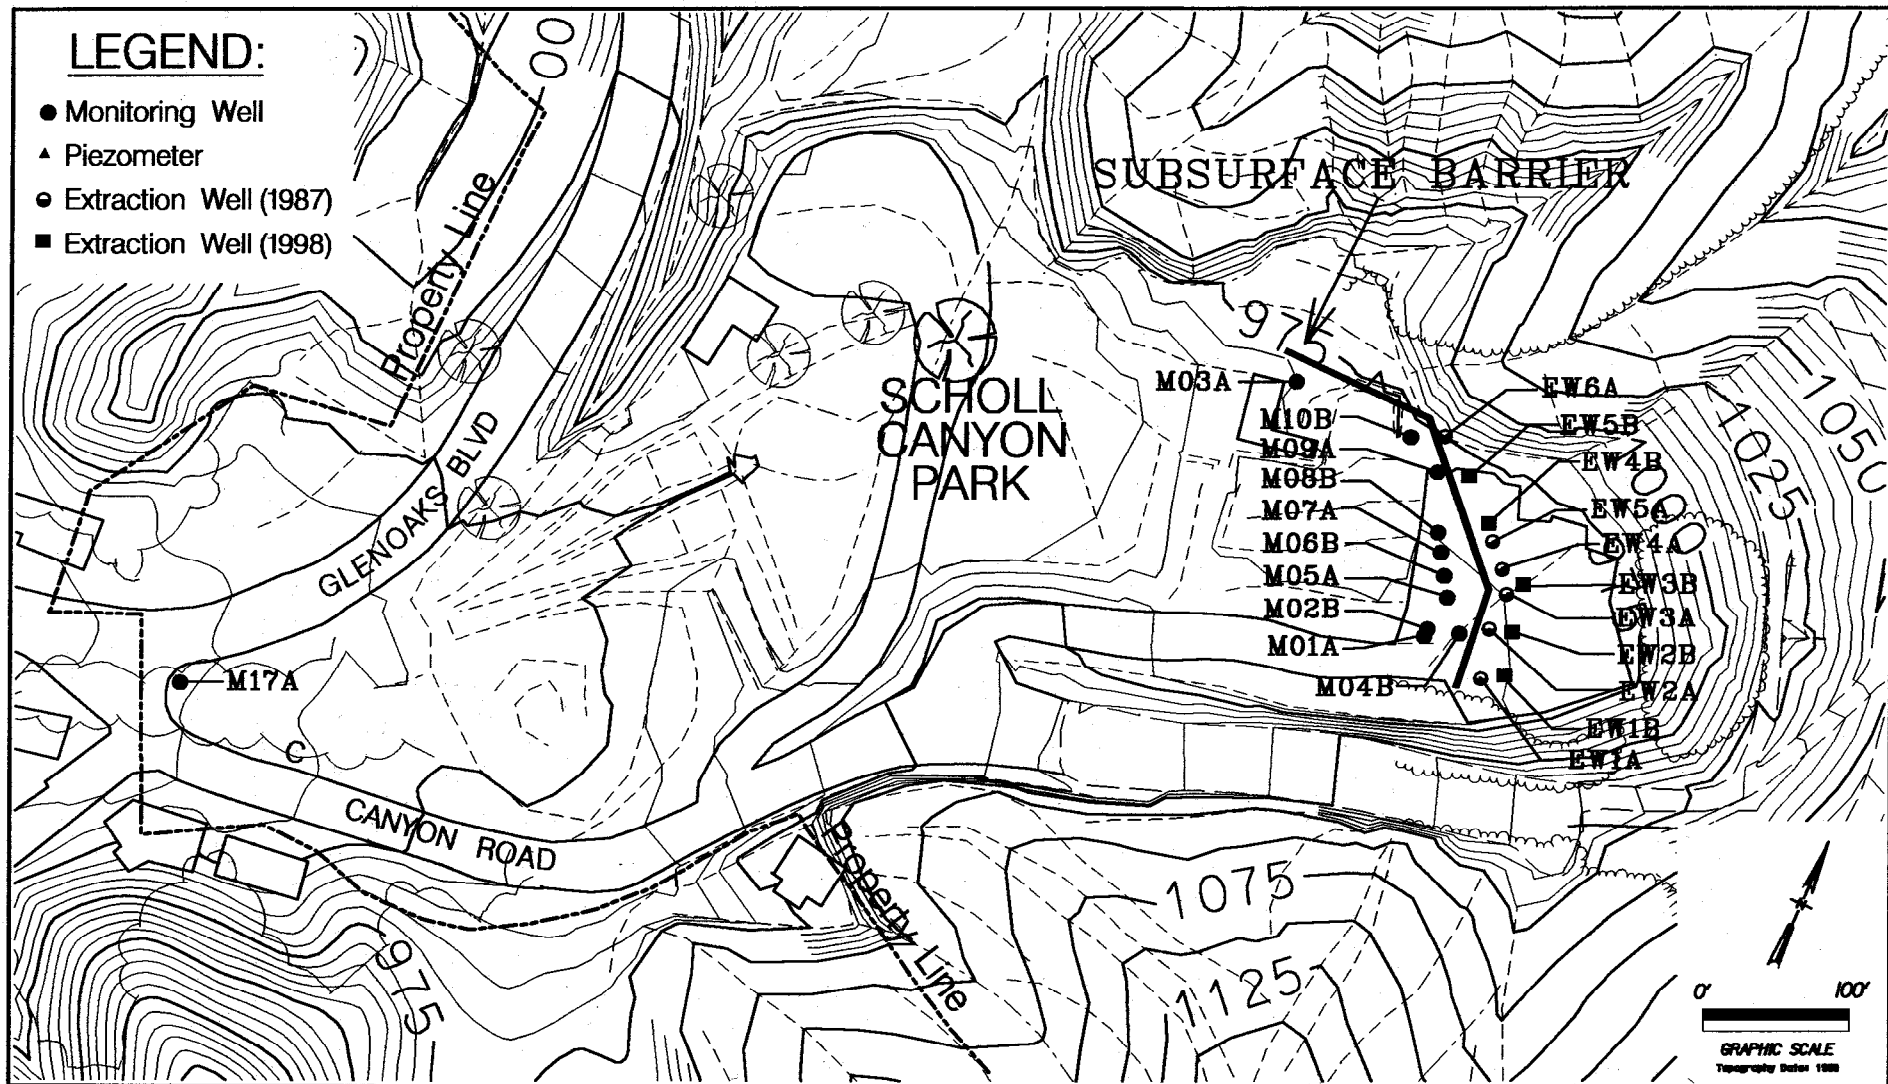 LEGEND:
Monitoring Well
Piezometer
Extraction Well (1987)
Extraction Well (1998)
00
Property Line
SUBSURFACE BARRIER
975
SCHOLL
CANYON
PARK
GLENOAKS BLVD
M03A
M10B
M09A
M08B
M07A
M06B
M05A
M02B
M01A
M04B
EW6A
EW5B
EW4B
EW5A
EW4A
EW3B
EW3A
EW2B
EW2A
EW1B
EW1A
1000
1025
1050
M17A
C
CANYON ROAD
Property Line
975
1075
1125
0' 100'
GRAPHIC SCALE